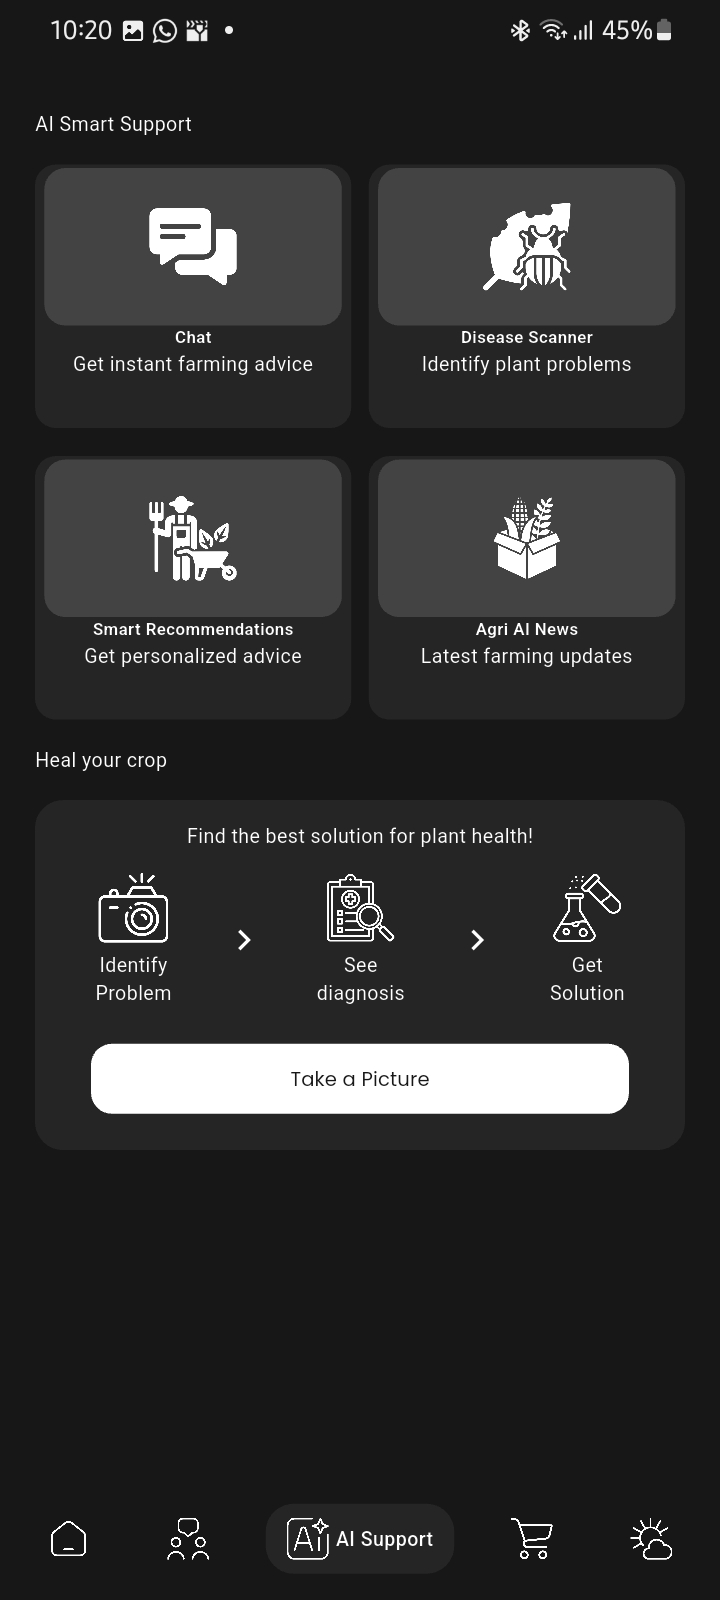 10:20
45%
AI Smart Support
Chat
Get instant farming advice
Disease Scanner
Identify plant problems
Smart Recommendations
Get personalized advice
Agri AI News
Latest farming updates
Heal your crop
Find the best solution for plant health!
Identify
Problem
See
diagnosis
Get
Solution
Take a Picture
Ai
AI Support